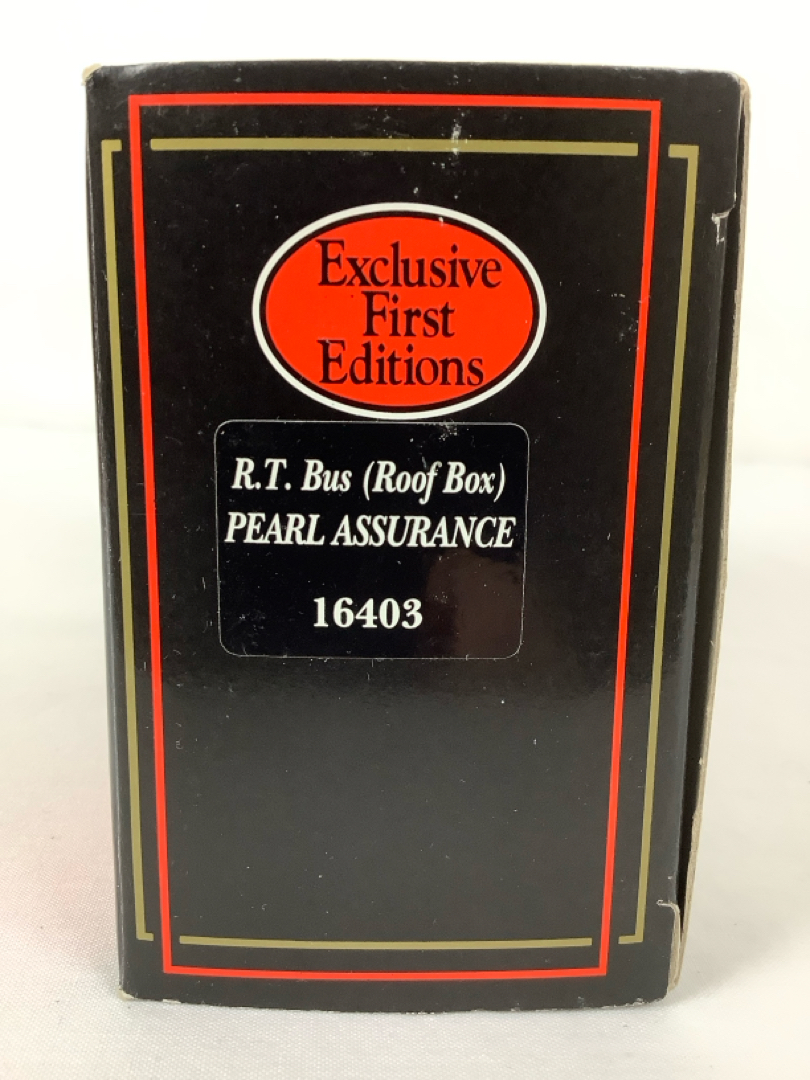 Exclusive
First
Editions
R.T. Bus (Roof Box)
PEARL ASSURANCE
16403